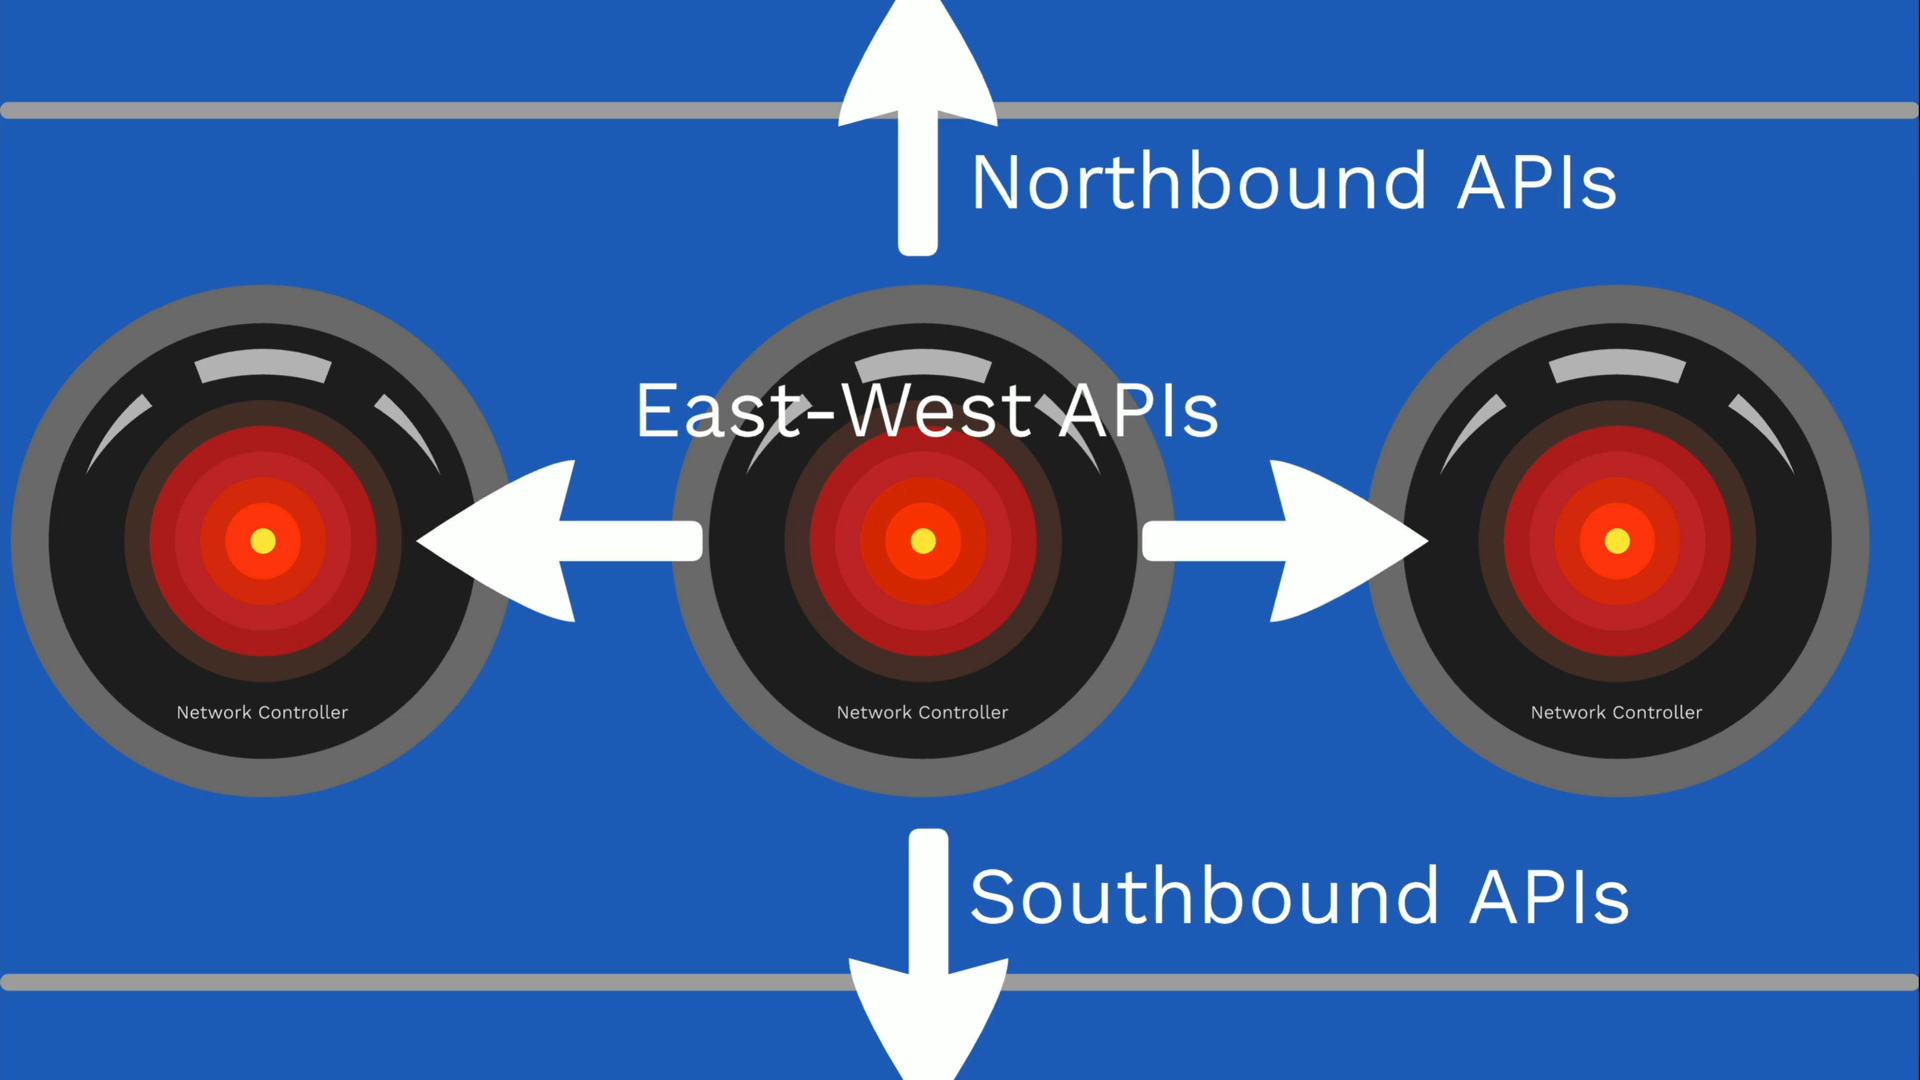 Northbound APIs
East-West APIs
Network Controller
Network Controller
Network Controller
Southbound APIs